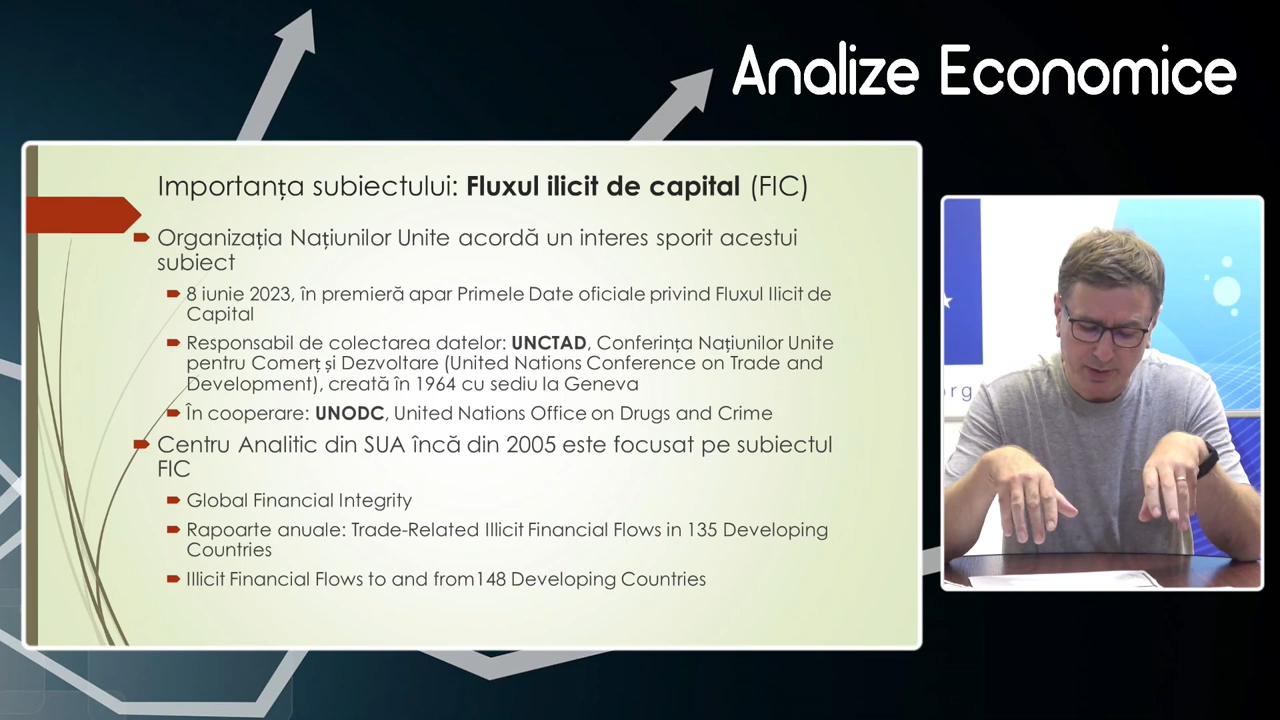 Analize Economice
Importanța subiectului: Fluxul ilicit de capital (FIC)
Organizația Națiunilor Unite acordă un interes sporit acestui
subiect
8 iunie 2023, în premieră apar Primele Date oficiale privind Fluxul Ilicit de
Capital
Responsabil de colectarea datelor: UNCTAD, Conferința Națiunilor Unite
pentru Comerț și Dezvoltare (United Nations Conference on Trade and
Development), creată în 1964 cu sediu la Geneva
În cooperare: UNODC, United Nations Office on Drugs and Crime
Centru Analitic din SUA încă din 2005 este focusat pe subiectul
FIC
Global Financial Integrity
Rapoarte anuale: Trade-Related Illicit Financial Flows in 135 Developing
Countries
Illicit Financial Flows to and from148 Developing Countries
org